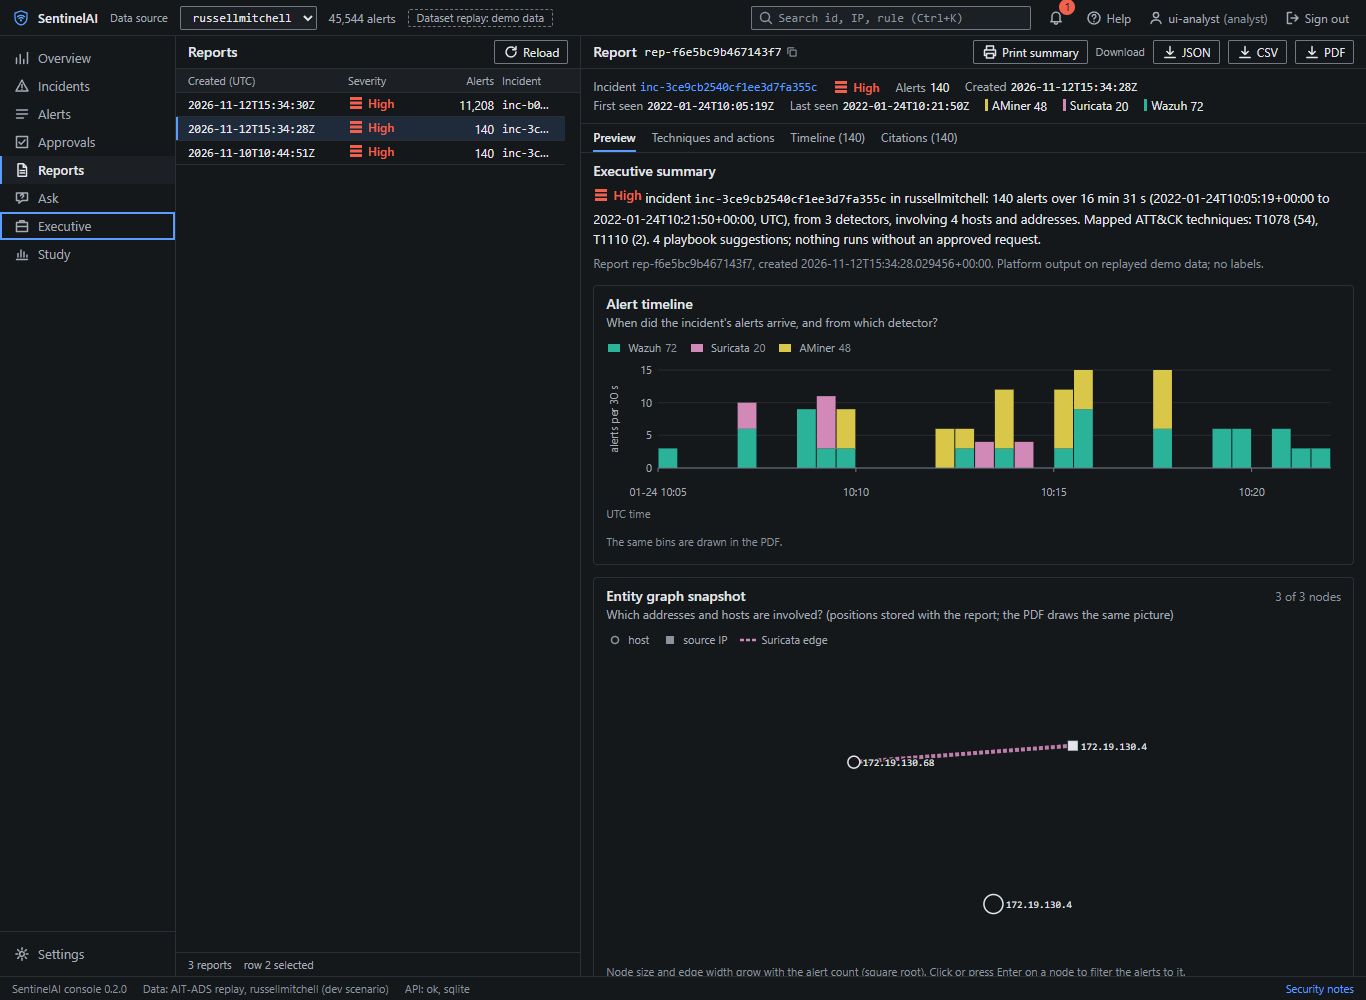 SentinelAI
Data source
russellmitchell
45,544 alerts
Dataset replay: demo data
Search id, IP, rule (Ctrl+K)
1
Help
ui-analyst (analyst)
Sign out
Overview
Incidents
Alerts
Approvals
Reports
Ask
Executive
Study
Settings
Reports
Reload
Created (UTC) Severity Alerts Incident
2026-11-12T15:34:30Z High 11,208 inc-b0...
2026-11-12T15:34:28Z High 140 inc-3c...
2026-11-10T10:44:51Z High 140 inc-3c...
3 reports row 2 selected
Report rep-f6e5bc9b467143f7
Print summary
Download
JSON
CSV
PDF
Incident inc-3ce9cb2540cf1ee3d7fa355c High Alerts 140 Created 2026-11-12T15:34:28Z
First seen 2022-01-24T10:05:19Z Last seen 2022-01-24T10:21:50Z AMiner 48 Suricata 20 Wazuh 72
Preview Techniques and actions Timeline (140) Citations (140)
Executive summary
High incident inc-3ce9cb2540cf1ee3d7fa355c in russellmitchell: 140 alerts over 16 min 31 s (2022-01-24T10:05:19+00:00 to
2022-01-24T10:21:50+00:00, UTC), from 3 detectors, involving 4 hosts and addresses. Mapped ATT&CK techniques: T1078 (54),
T1110 (2). 4 playbook suggestions; nothing runs without an approved request.
Report rep-f6e5bc9b467143f7, created 2026-11-12T15:34:28.029456+00:00. Platform output on replayed demo data; no labels.
Alert timeline
When did the incident's alerts arrive, and from which detector?
Wazuh 72 Suricata 20 AMiner 48
alerts per 30 s
15
10
5
0
01-24 10:05 10:10 10:15 10:20
UTC time
The same bins are drawn in the PDF.
Entity graph snapshot
3 of 3 nodes
Which addresses and hosts are involved? (positions stored with the report; the PDF draws the same picture)
host source IP Suricata edge
172.19.130.4
172.19.130.68
172.19.130.4
Node size and edge width grow with the alert count (square root). Click or press Enter on a node to filter the alerts to it.
SentinelAI console 0.2.0 Data: AIT-ADS replay, russellmitchell (dev scenario) API: ok, sqlite
Security notes